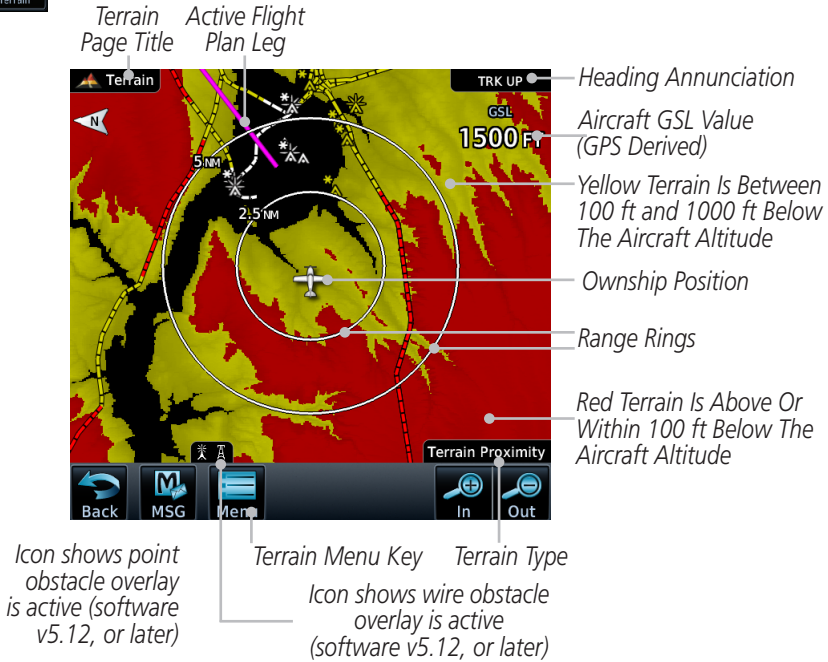 Terrain
Terrain
Page Title
Active Flight
Plan Leg
Terrain
TRK UP
Heading Annunciation
N
GSL
1500 FT
Aircraft GSL Value
(GPS Derived)
5 NM
Yellow Terrain Is Between
100 ft and 1000 ft Below
The Aircraft Altitude
2.5 NM
Ownship Position
Range Rings
Red Terrain Is Above Or
Within 100 ft Below The
Aircraft Altitude
Terrain Proximity
Back
MSG
Menu
In
Out
Icon shows point
obstacle overlay
is active (software
v5.12, or later)
Terrain Menu Key
Terrain Type
Icon shows wire obstacle
overlay is active
(software v5.12, or later)